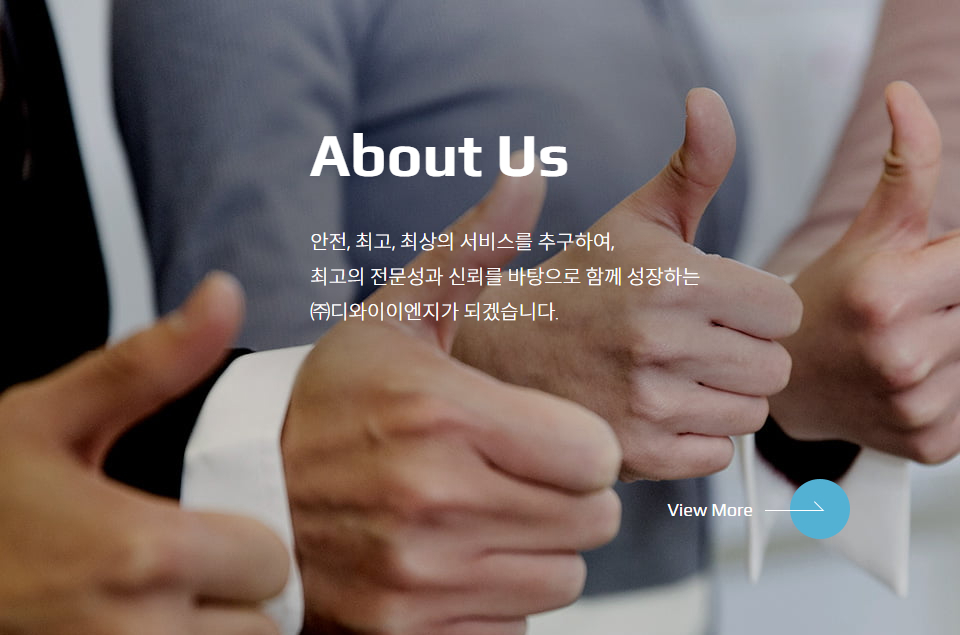 About Us
안전, 최고, 최상의 서비스를 추구하여,
최고의 전문성과 신뢰를 바탕으로 함께 성장하는
㈜디와이이엔지가 되겠습니다.
View More